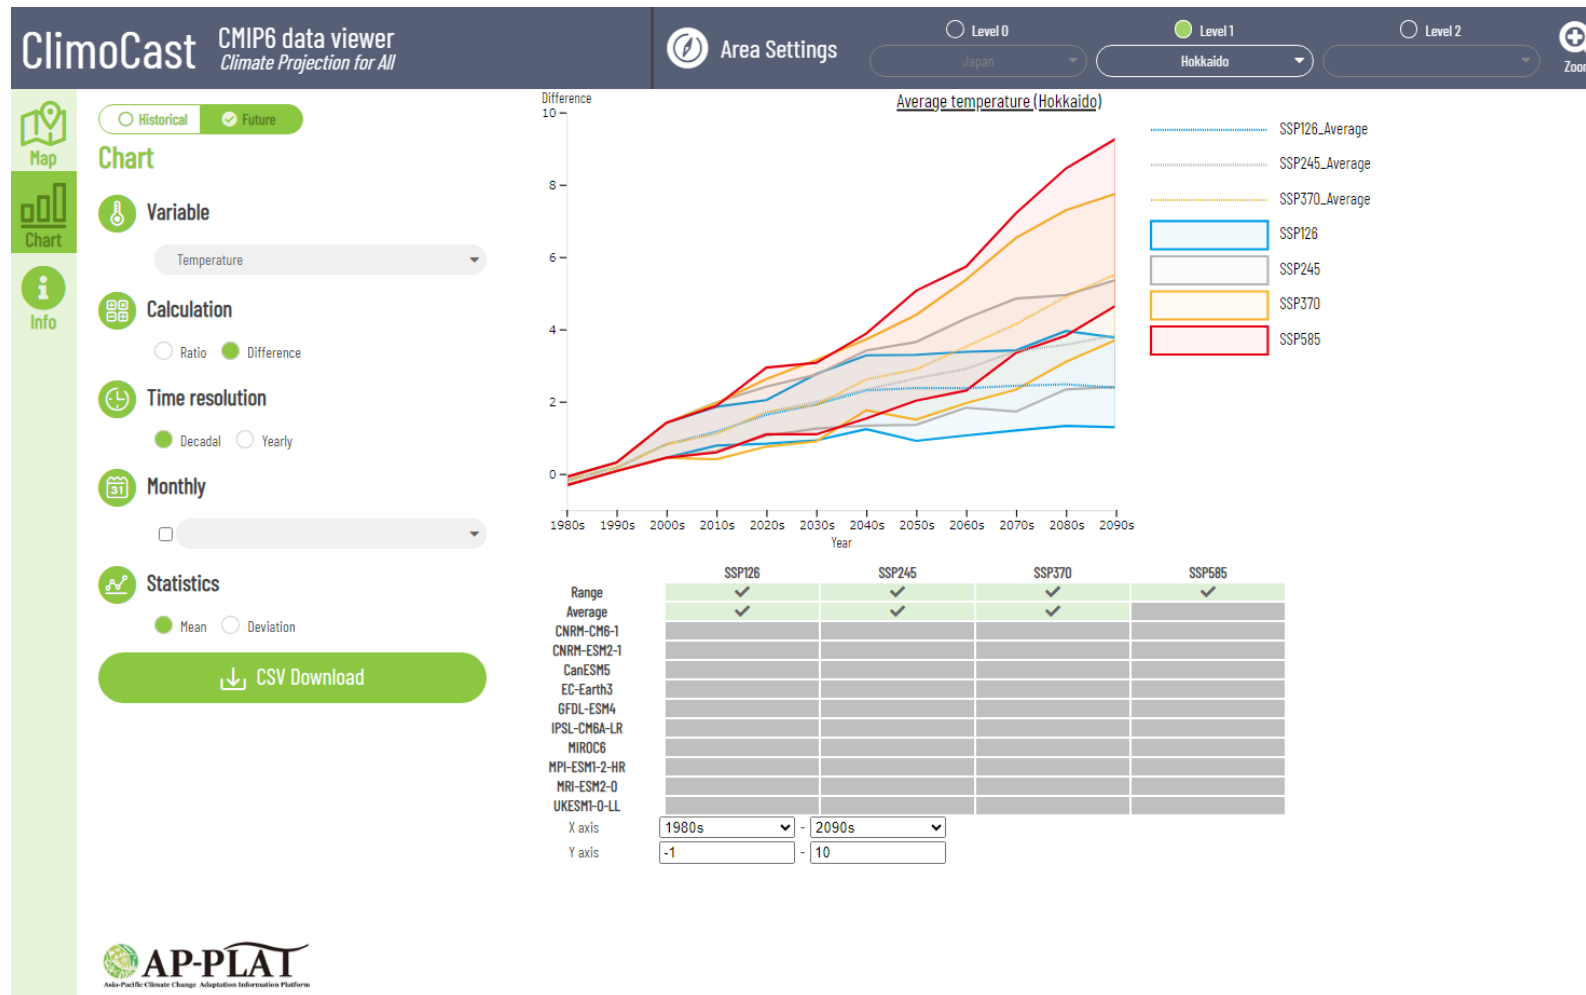 ClimoCast
CMIP6 data viewer
Climate Projection for All
Area Settings
Level 0
Japan
Level 1
Hokkaido
Level 2
Map
Chart
Info
Historical
Future
Chart
Variable
Temperature
Calculation
Ratio
Difference
Time resolution
Decadal
Yearly
31
Monthly
Statistics
Mean
Deviation
CSV Download
AP-PLAT
Asia-Pacific Climate Change Adaptation Information Platform
Difference
Average temperature (Hokkaido)
10
8
6
4
2
0
1980s 1990s 2000s 2010s 2020s 2030s 2040s 2050s 2060s 2070s 2080s 2090s
Year
SSP126_Average
SSP245_Average
SSP370_Average
SSP126
SSP245
SSP370
SSP585
SSP126 SSP245 SSP370 SSP585
Range
Average
CNRM-CM6-1
CNRM-ESM2-1
CanESM5
EC-Earth3
GFDL-ESM4
IPSL-CM6A-LR
MIROC6
MPI-ESM1-2-HR
MRI-ESM2-0
UKESM1-0-LL
X axis 1980s - 2090s
Y axis -1 - 10